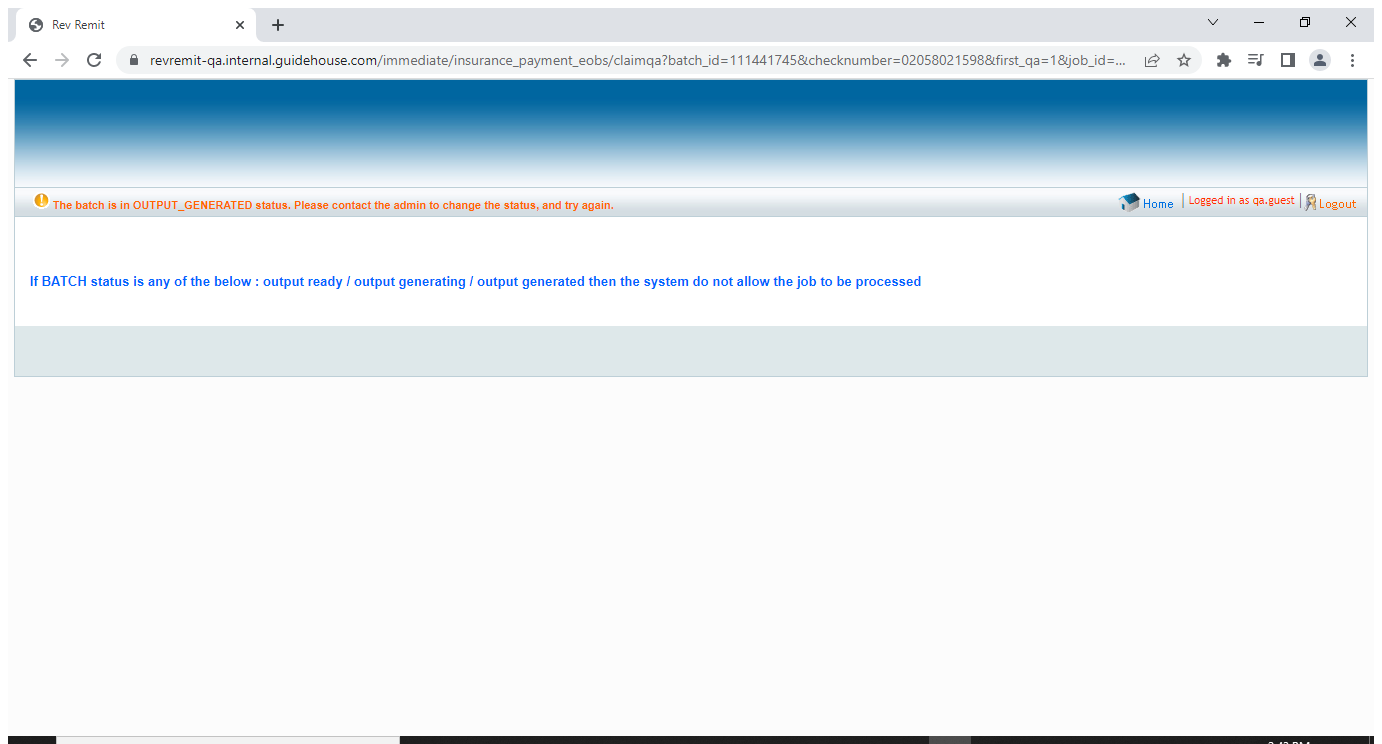 Rev Remit
revremit-qa.internal.guidehouse.com/immediate/insurance_payment_eobs/claimqa?batch_id=111441745&checknumber=02058021598&first_qa=1&job_id=...
The batch is in OUTPUT_GENERATED status. Please contact the admin to change the status, and try again.
Home | Logged in as qa.guest | Logout
If BATCH status is any of the below : output ready / output generating / output generated then the system do not allow the job to be processed